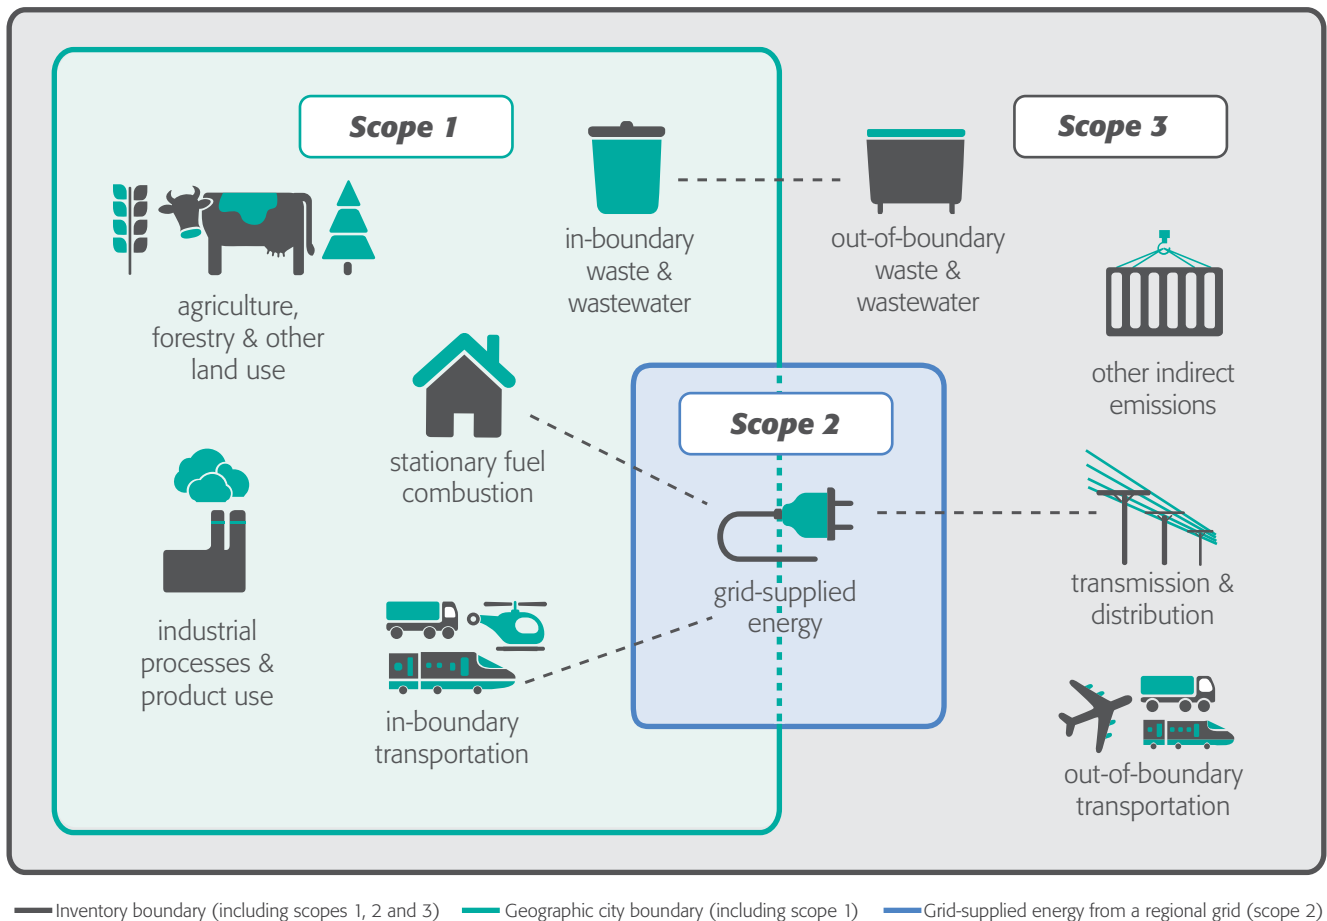 Scope 1
Scope 3
in-boundary
waste &
wastewater
out-of-boundary
waste &
wastewater
agriculture,
forestry & other
land use
other indirect
emissions
Scope 2
stationary fuel
combustion
grid-supplied
energy
transmission &
distribution
industrial
processes &
product use
in-boundary
transportation
out-of-boundary
transportation
Inventory boundary (including scopes 1, 2 and 3)
Geographic city boundary (including scope 1)
Grid-supplied energy from a regional grid (scope 2)